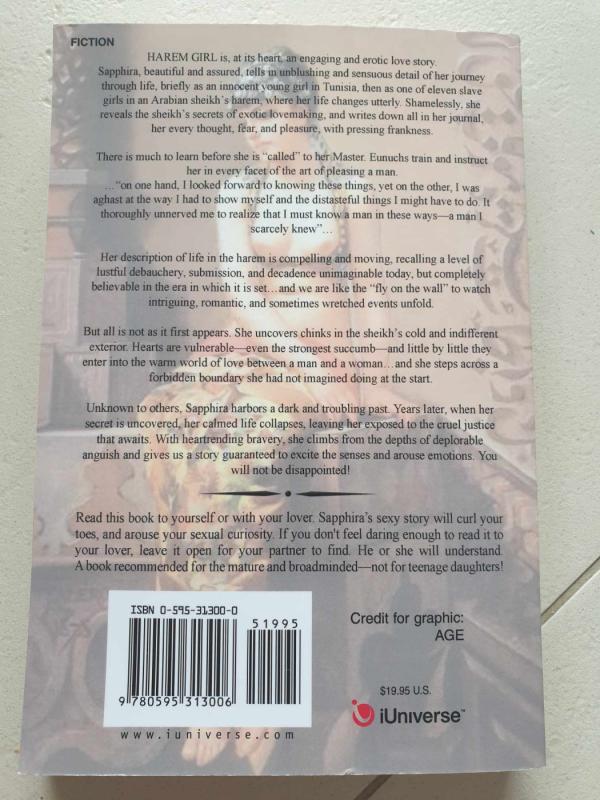 FICTION
HAREM GIRL is, at its heart, an engaging and erotic love story.
Sapphira, beautiful and assured, tells in unblushing and sensuous detail of her journey
through life, briefly as an innocent young girl in Tunisia, then as one of eleven slave
girls in an Arabian sheikh's harem, where her life changes utterly. Shamelessly, she
reveals the sheikh's secrets of exotic lovemaking, and writes down all in her journal,
her every thought, fear, and pleasure, with pressing frankness.
There is much to learn before she is "called" to her Master. Eunuchs train and instruct
her in every facet of the art of pleasing a man.
…"on one hand, I looked forward to knowing these things, yet on the other, I was
aghast at the way I had to show myself and the distasteful things I might have to do. It
thoroughly unnerved me to realize that I must know a man in these ways—a man I
scarcely knew"…
Her description of life in the harem is compelling and moving, recalling a level of
lustful debauchery, submission, and decadence unimaginable today, but completely
believable in the era in which it is set…and we are like the "fly on the wall" to watch
intriguing, romantic, and sometimes wretched events unfold.
But all is not as it first appears. She uncovers chinks in the sheikh's cold and indifferent
exterior. Hearts are vulnerable—even the strongest succumb—and little by little they
enter into the warm world of love between a man and a woman…and she steps across a
forbidden boundary she had not imagined doing at the start.
Unknown to others, Sapphira harbors a dark and troubling past. Years later, when her
secret is uncovered, her calmed life collapses, leaving her exposed to the cruel justice
that awaits. With heartrending bravery, she climbs from the depths of deplorable
anguish and gives us a story guaranteed to excite the senses and arouse emotions. You
will not be disappointed!
Read this book to yourself or with your lover. Sapphira's sexy story will curl your
toes, and arouse your sexual curiosity. If you don't feel daring enough to read it to
your lover, leave it open for your partner to find. He or she will understand.
A book recommended for the mature and broadminded—not for teenage daughters!
ISBN 0-595-31300-0
51995
9 780595 313006
www.iuniverse.com
Credit for graphic:
AGE
$19.95 U.S.
iUniverse™